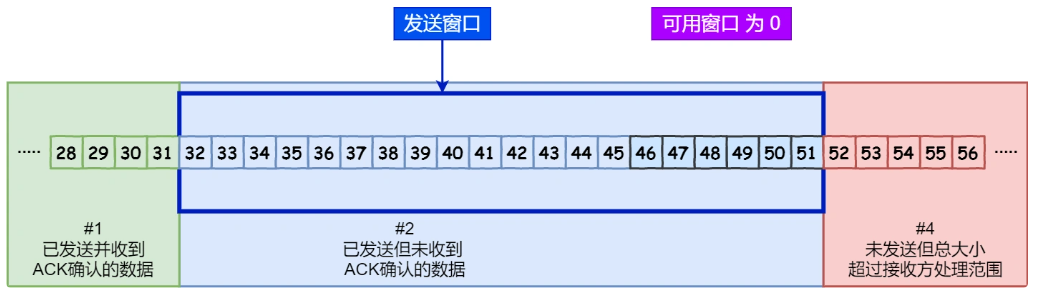 发送窗口
可用窗口 为 0
····· 28 29 30 31 32 33 34 35 36 37 38 39 40 41 42 43 44 45 46 47 48 49 50 51 52 53 54 55 56 ·····
#1
已发送并收到
ACK确认的数据
#2
已发送但未收到
ACK确认的数据
#4
未发送但总大小
超过接收方处理范围